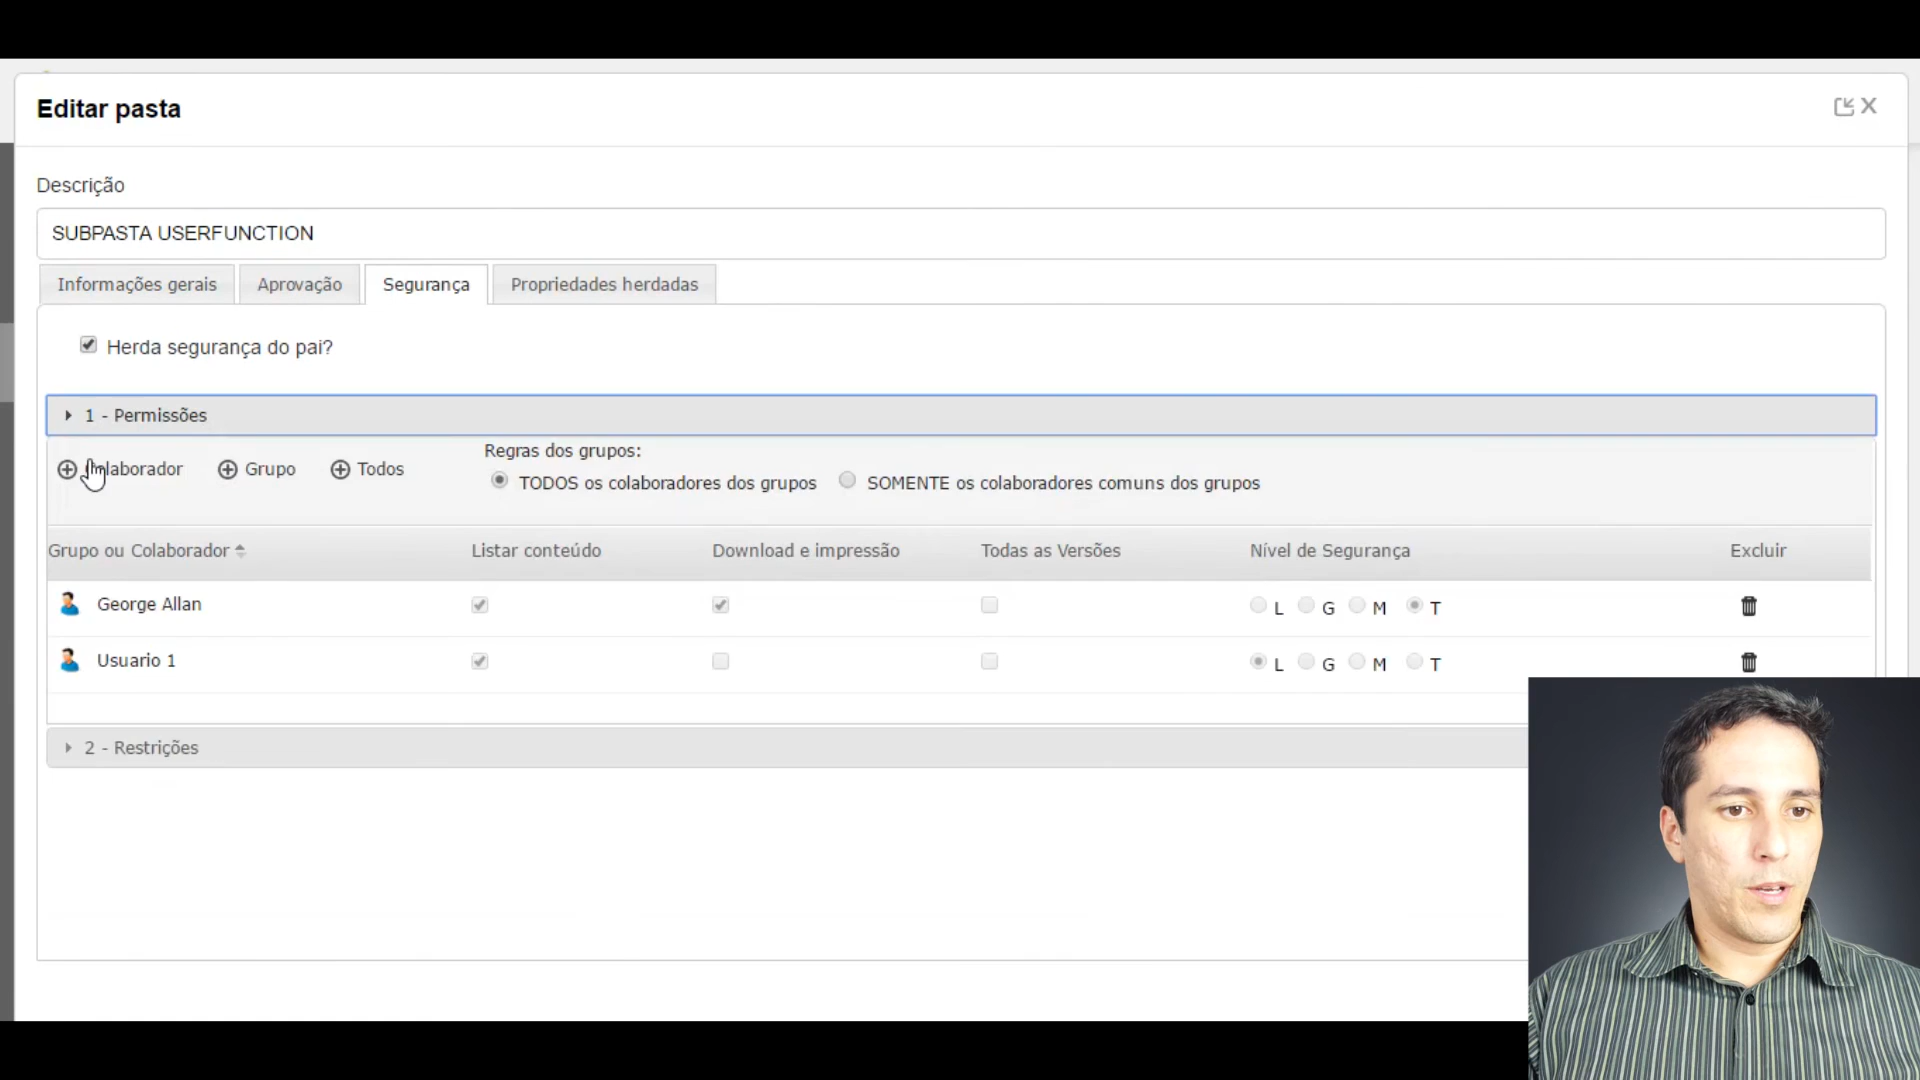 Editar pasta
Descrição
SUBPASTA USERFUNCTION
Informações gerais Aprovação Segurança Propriedades herdadas
Herda segurança do pai?
1 - Permissões
Regras dos grupos:
Grupo Todos
TODOS os colaboradores dos grupos SOMENTE os colaboradores comuns dos grupos
Grupo ou Colaborador Listar conteúdo Download e impressão Todas as Versões Nível de Segurança Excluir
George Allan L G M T
Usuario 1 L G M T
2 - Restrições